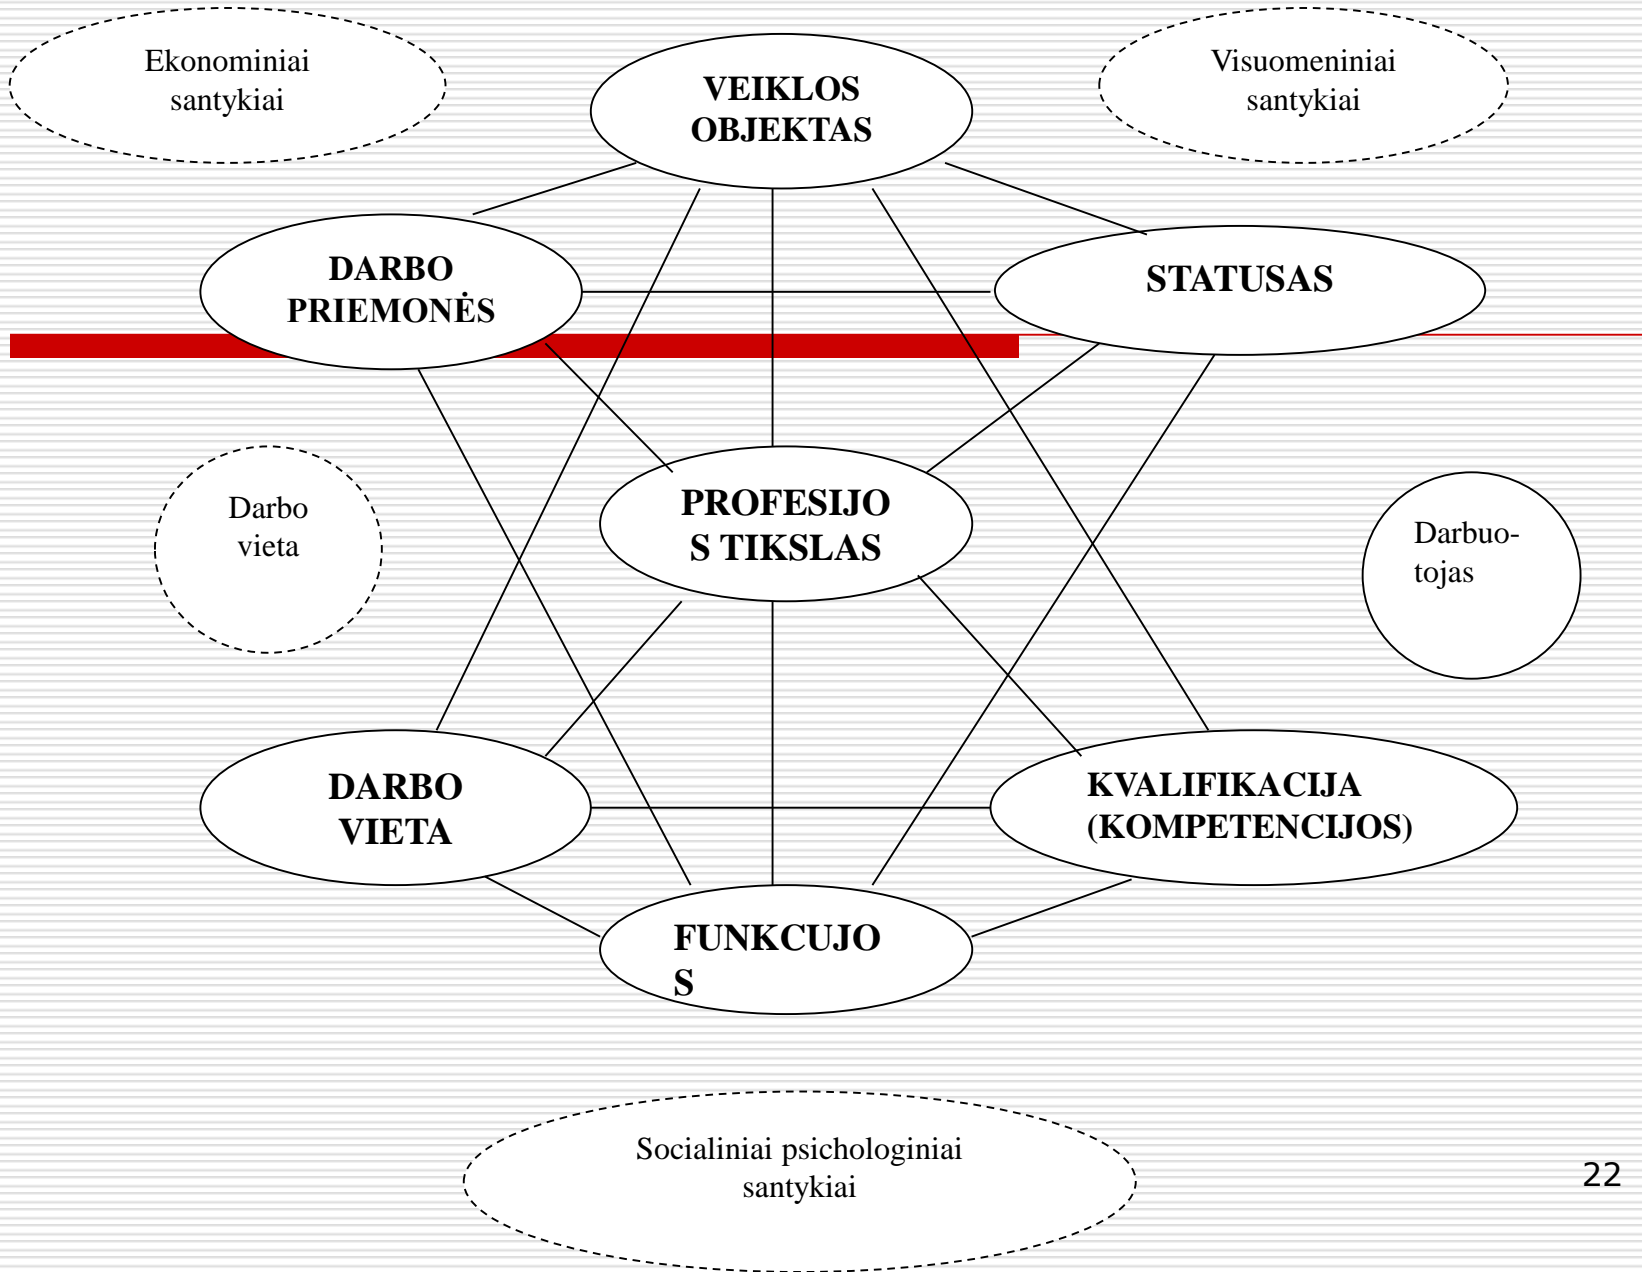 Ekonominiai
santykiai
VEIKLOS
OBJEKTAS
Visuomeniniai
santykiai
DARBO
PRIEMONĖS
STATUSAS
Darbo
vieta
PROFESIJO
S TIKSLAS
Darbuo-
tojas
DARBO
VIETA
KVALIFIKACIJA
(KOMPETENCIJOS)
FUNKCUJO
S
Socialiniai psichologiniai
santykiai
22